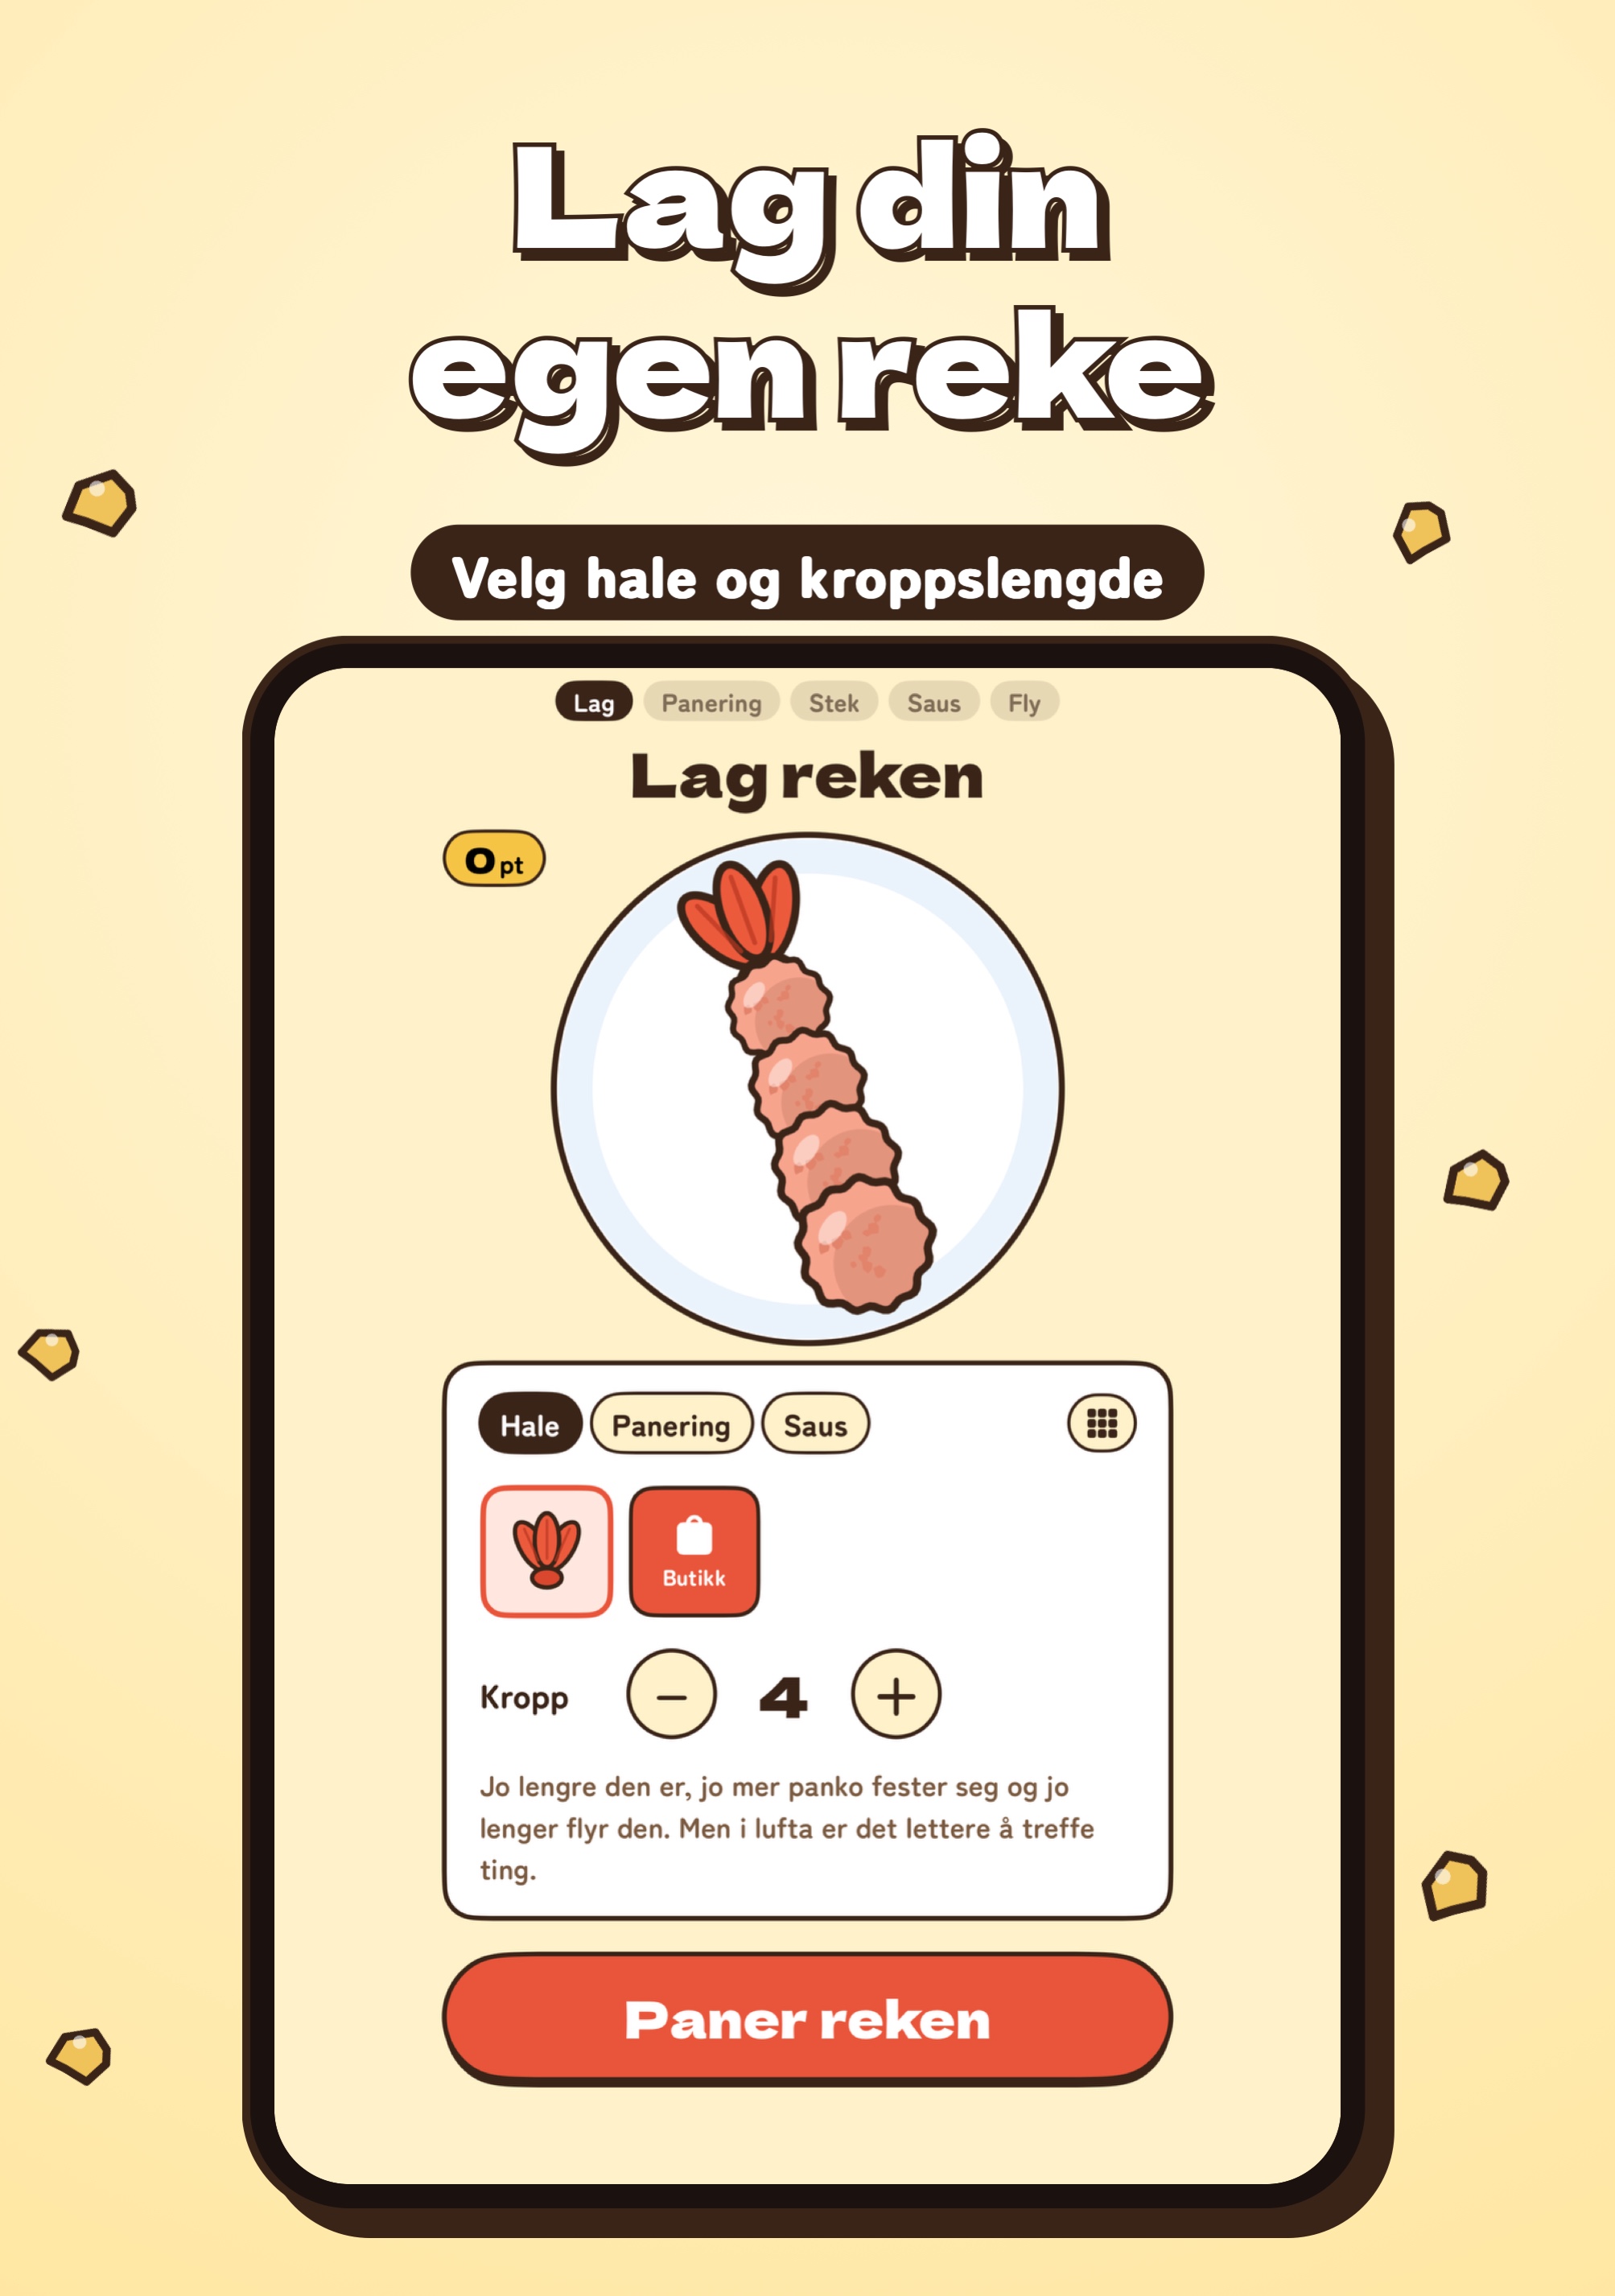 Lag din
egen reke
Velg hale og kroppslengde
Lag Panering Stek Saus Fly
Lag reken
0 pt
Hale Panering Saus
Butikk
Kropp − 4 +
Jo lengre den er, jo mer panko fester seg og jo
lenger flyr den. Men i lufta er det lettere å treffe
ting.
Paner reken